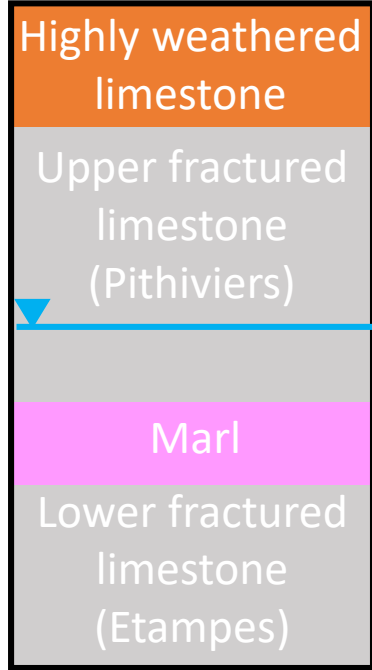 Highly weathered
limestone
Upper fractured
limestone
(Pithiviers)
Marl
Lower fractured
limestone
(Etampes)